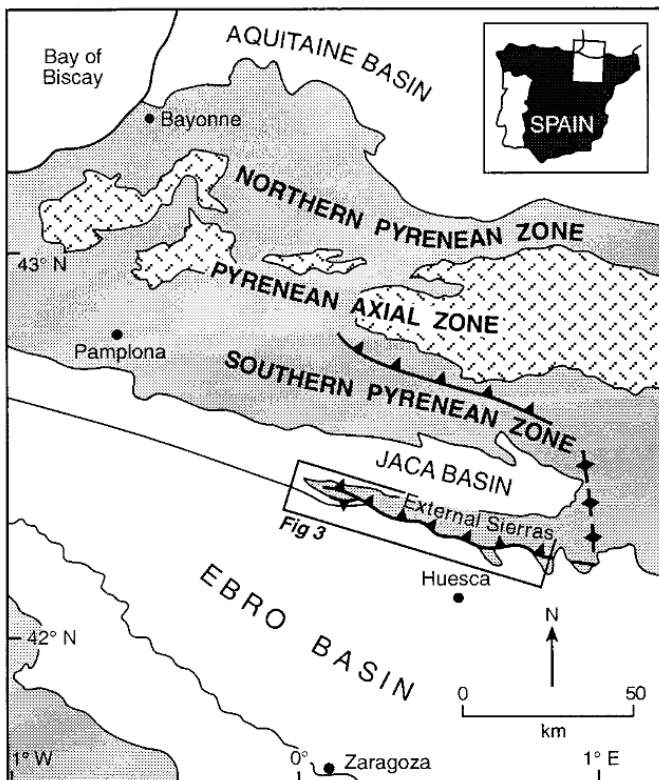 Bay of
Biscay
AQUITAINE BASIN
SPAIN
Bayonne
NORTHERN PYRENEAN ZONE
43° N
PYRENEAN AXIAL ZONE
Pamplona
SOUTHERN PYRENEAN ZONE
JACA BASIN
External Sierras
Fig 3
Huesca
EBRO BASIN
42° N
N
0 50
km
1° W
0°
Zaragoza
1° E